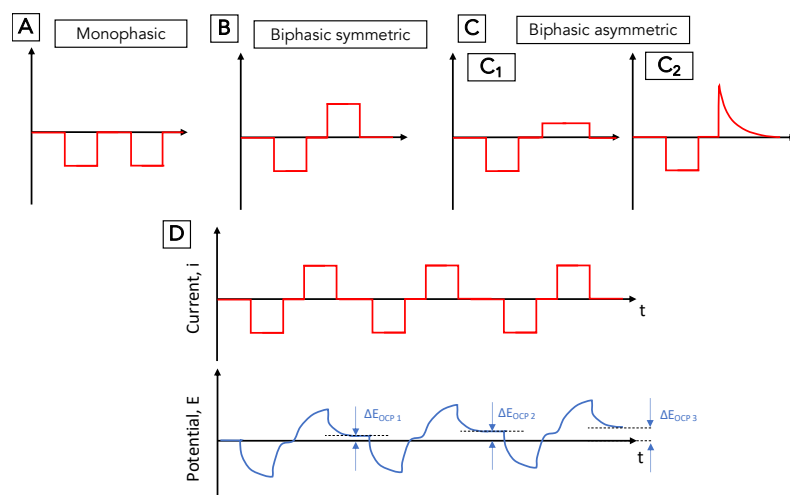 A
Monophasic
B
Biphasic symmetric
C
Biphasic asymmetric
C1
C2
D
Current, i
t
Potential, E
ΔEOCP 1
ΔEOCP 2
ΔEOCP 3
t